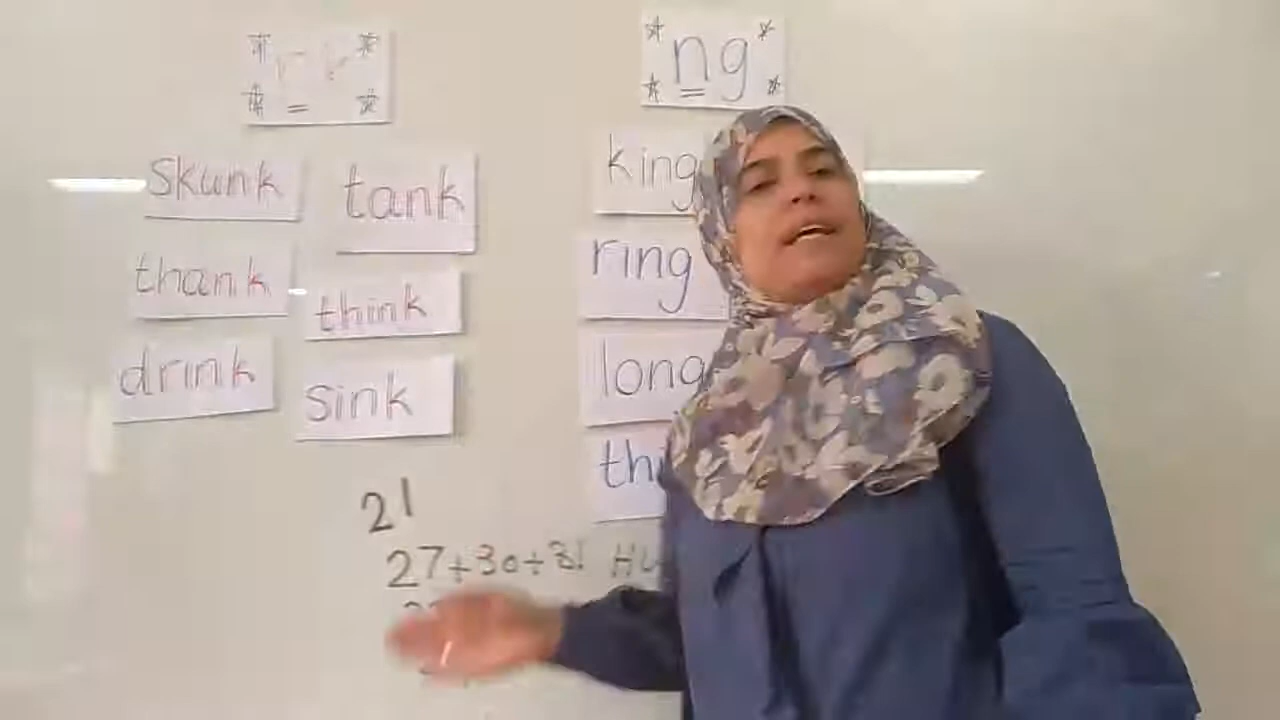 ng
skunk
tank
thank
think
drink
sink
king
ring
long
21
27+30+31